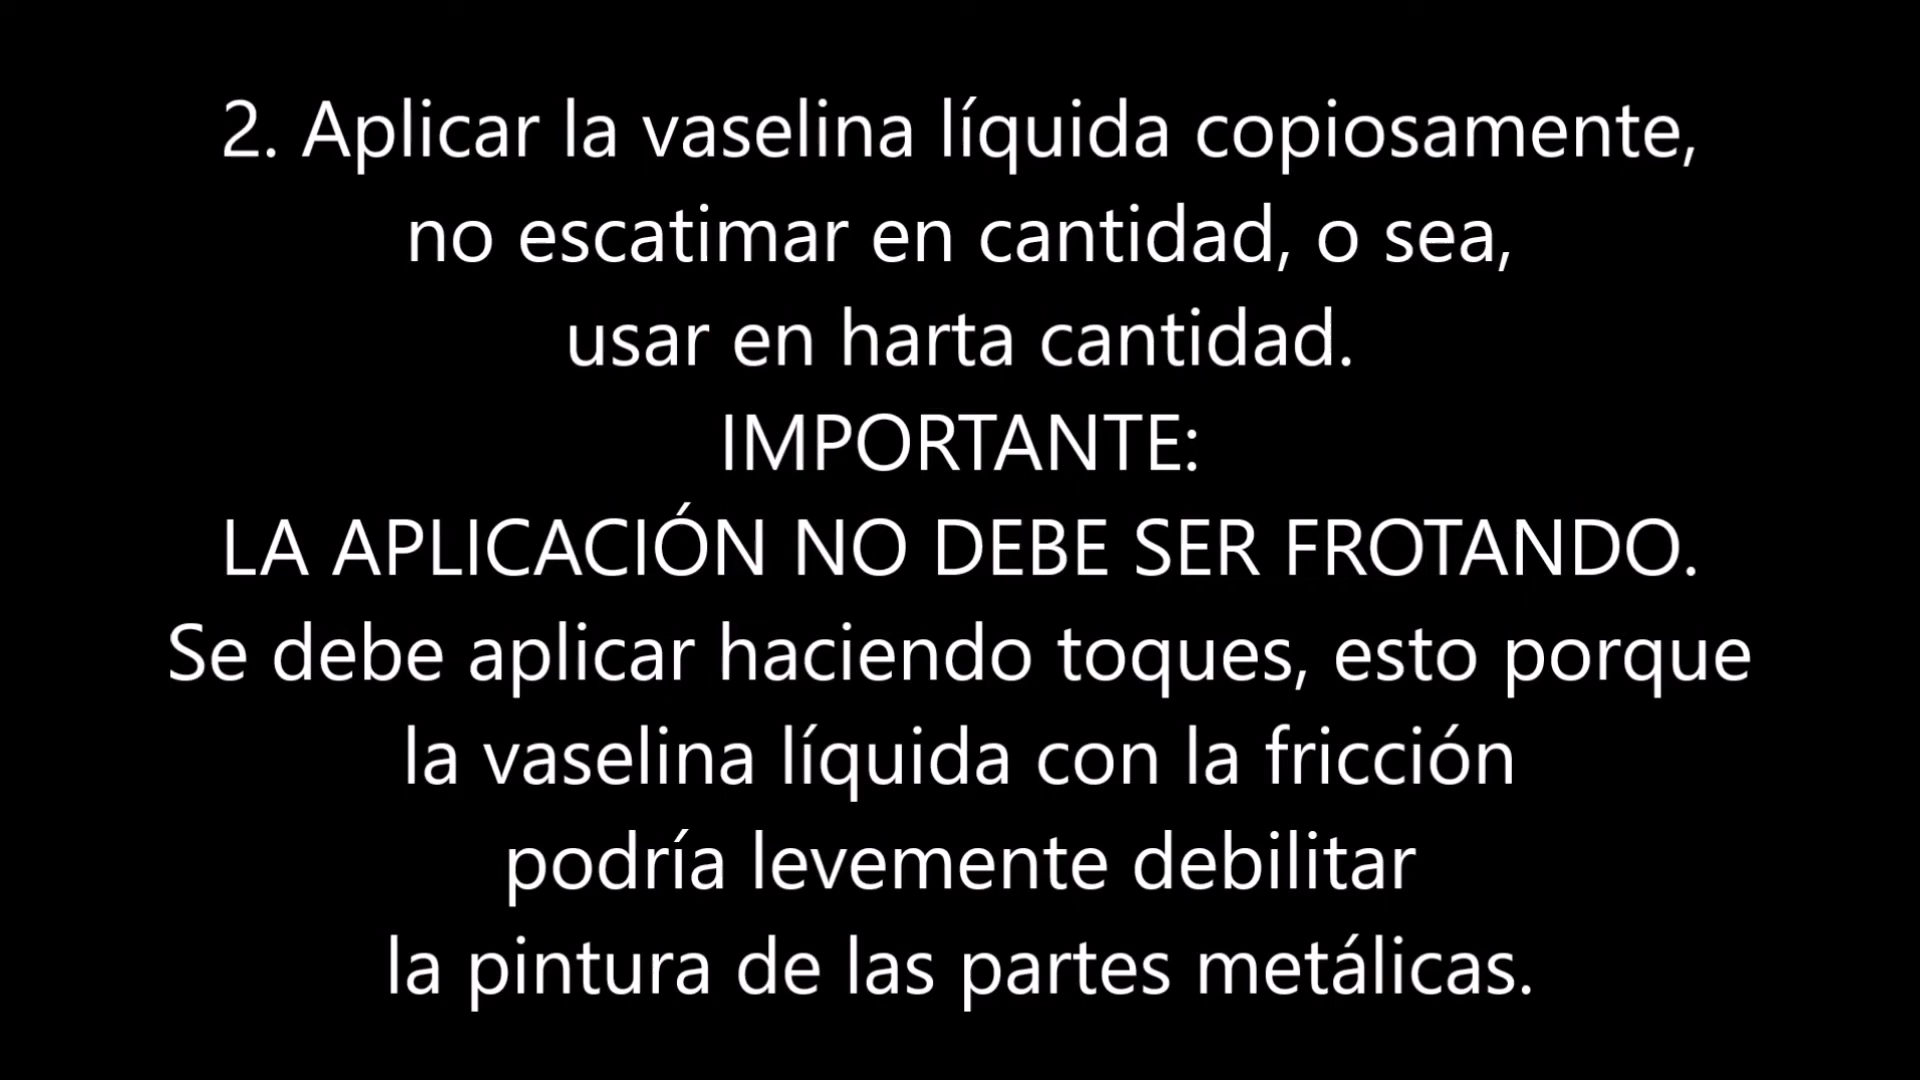 2. Aplicar la vaselina líquida copiosamente,
no escatimar en cantidad, o sea,
usar en harta cantidad.
IMPORTANTE:
LA APLICACIÓN NO DEBE SER FROTANDO.
Se debe aplicar haciendo toques, esto porque
la vaselina líquida con la fricción
podría levemente debilitar
la pintura de las partes metálicas.